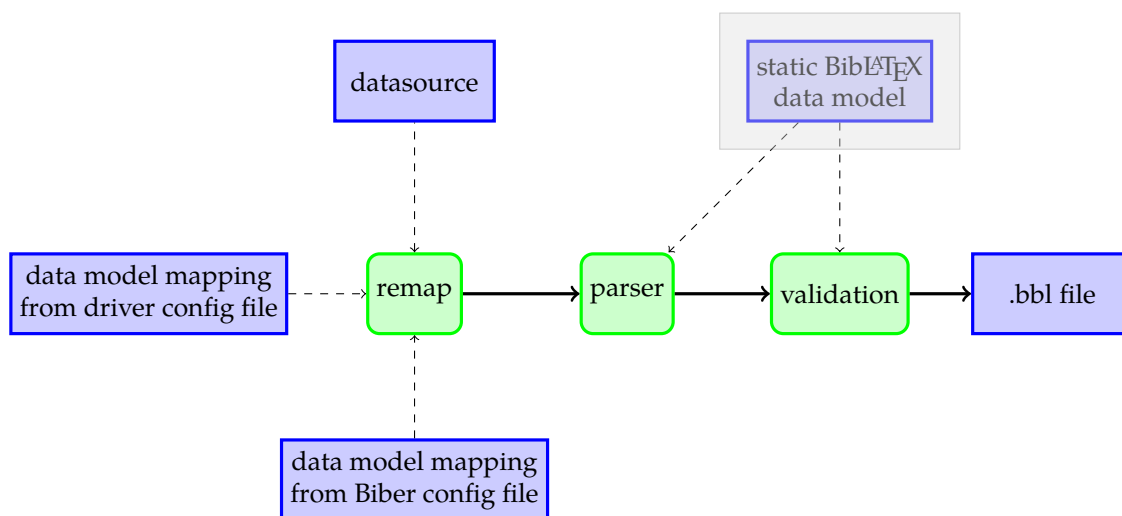 datasource
static BibLATEX
data model
data model mapping
from driver config file
remap
parser
validation
.bbl file
data model mapping
from Biber config file